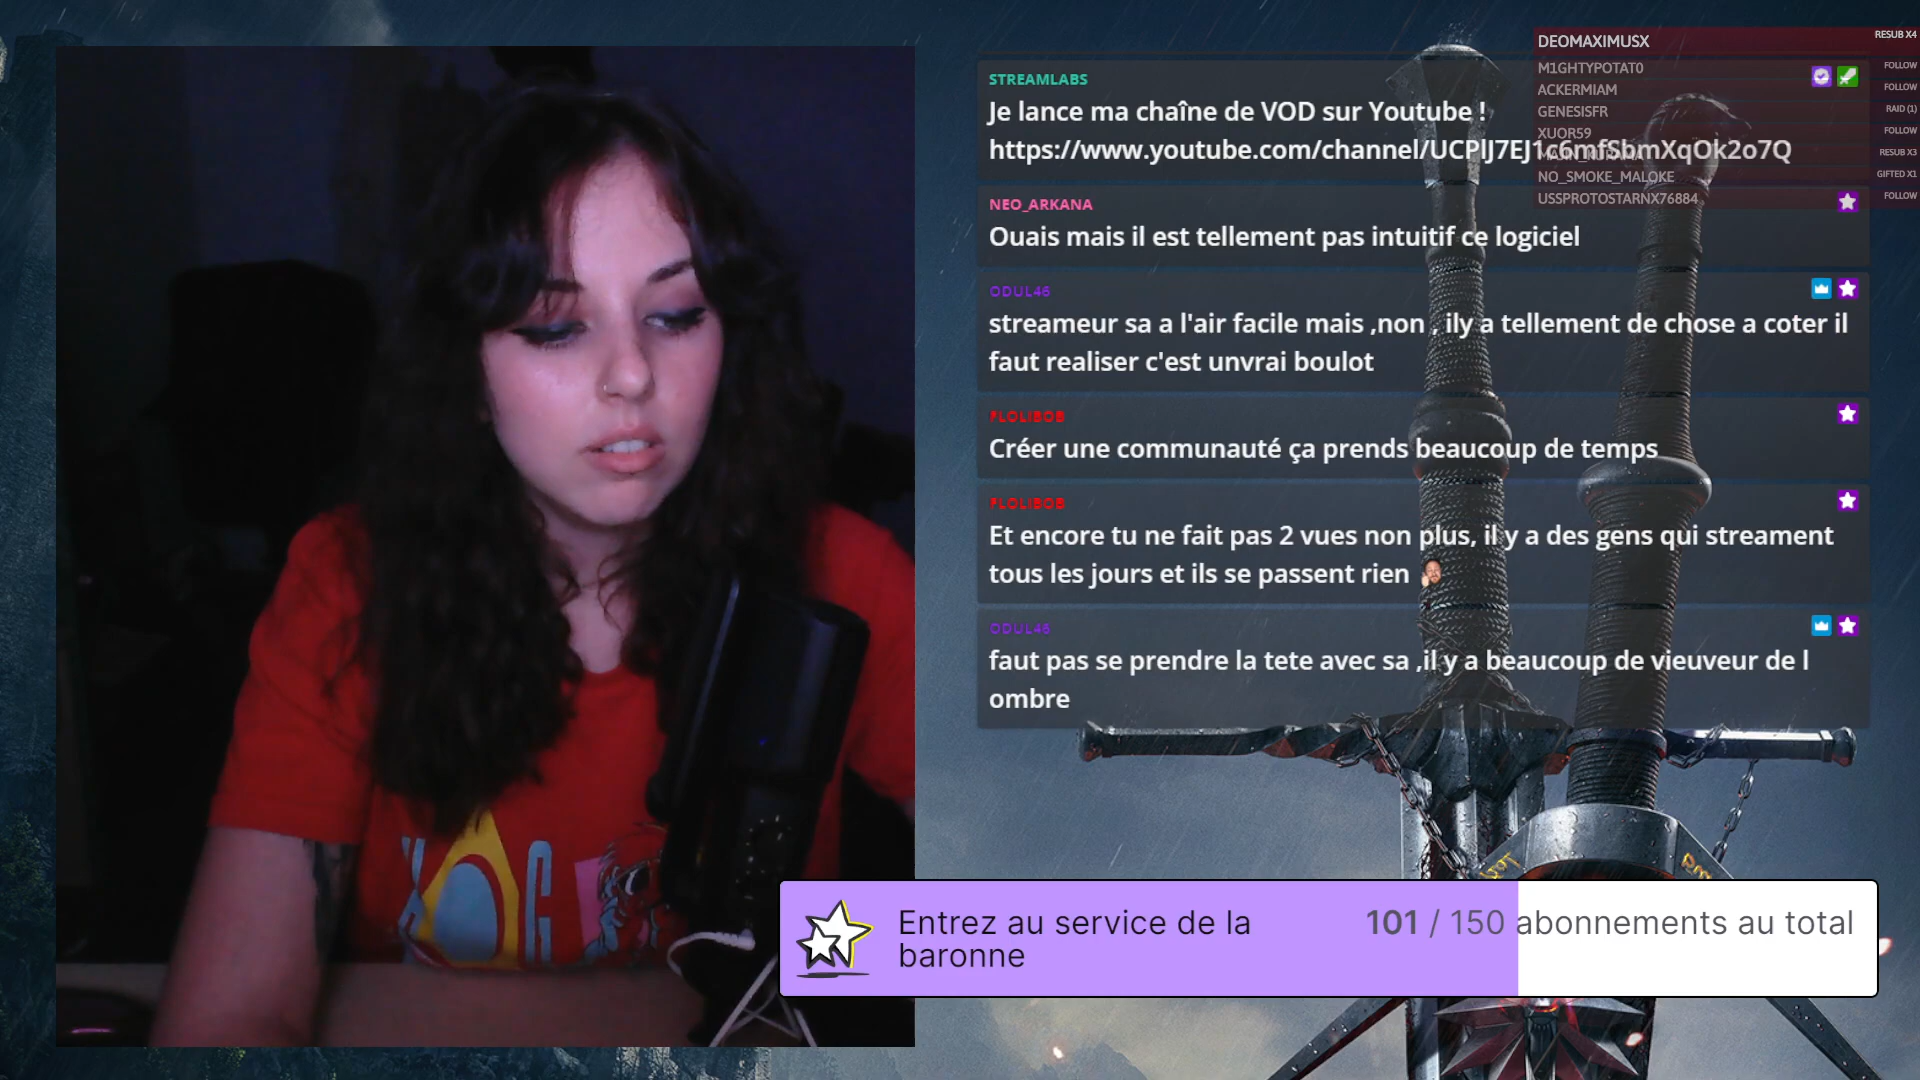 DEOMAXIMUSX RESUB X4
M1GHTYPOTAT0 FOLLOW
ACKERMIAM FOLLOW
GENESISFR RAID (1)
XUOR59 FOLLOW
RESUB X3
NO_SMOKE_MALOKE GIFTED X1
USSPROTOSTARNX76884 FOLLOW
STREAMLABS
Je lance ma chaîne de VOD sur Youtube !
https://www.youtube.com/channel/UCPlJ7EJ1c6mfSbmXqOk2o7Q
NEO_ARKANA
Ouais mais il est tellement pas intuitif ce logiciel
ODUL46
streameur sa a l'air facile mais ,non , ily a tellement de chose a coter il
faut realiser c'est unvrai boulot
FLOLIBOB
Créer une communauté ça prends beaucoup de temps
FLOLIBOB
Et encore tu ne fait pas 2 vues non plus, il y a des gens qui streament
tous les jours et ils se passent rien
ODUL46
faut pas se prendre la tete avec sa ,il y a beaucoup de vieuveur de l
ombre
Entrez au service de la
baronne
101 / 150 abonnements au total